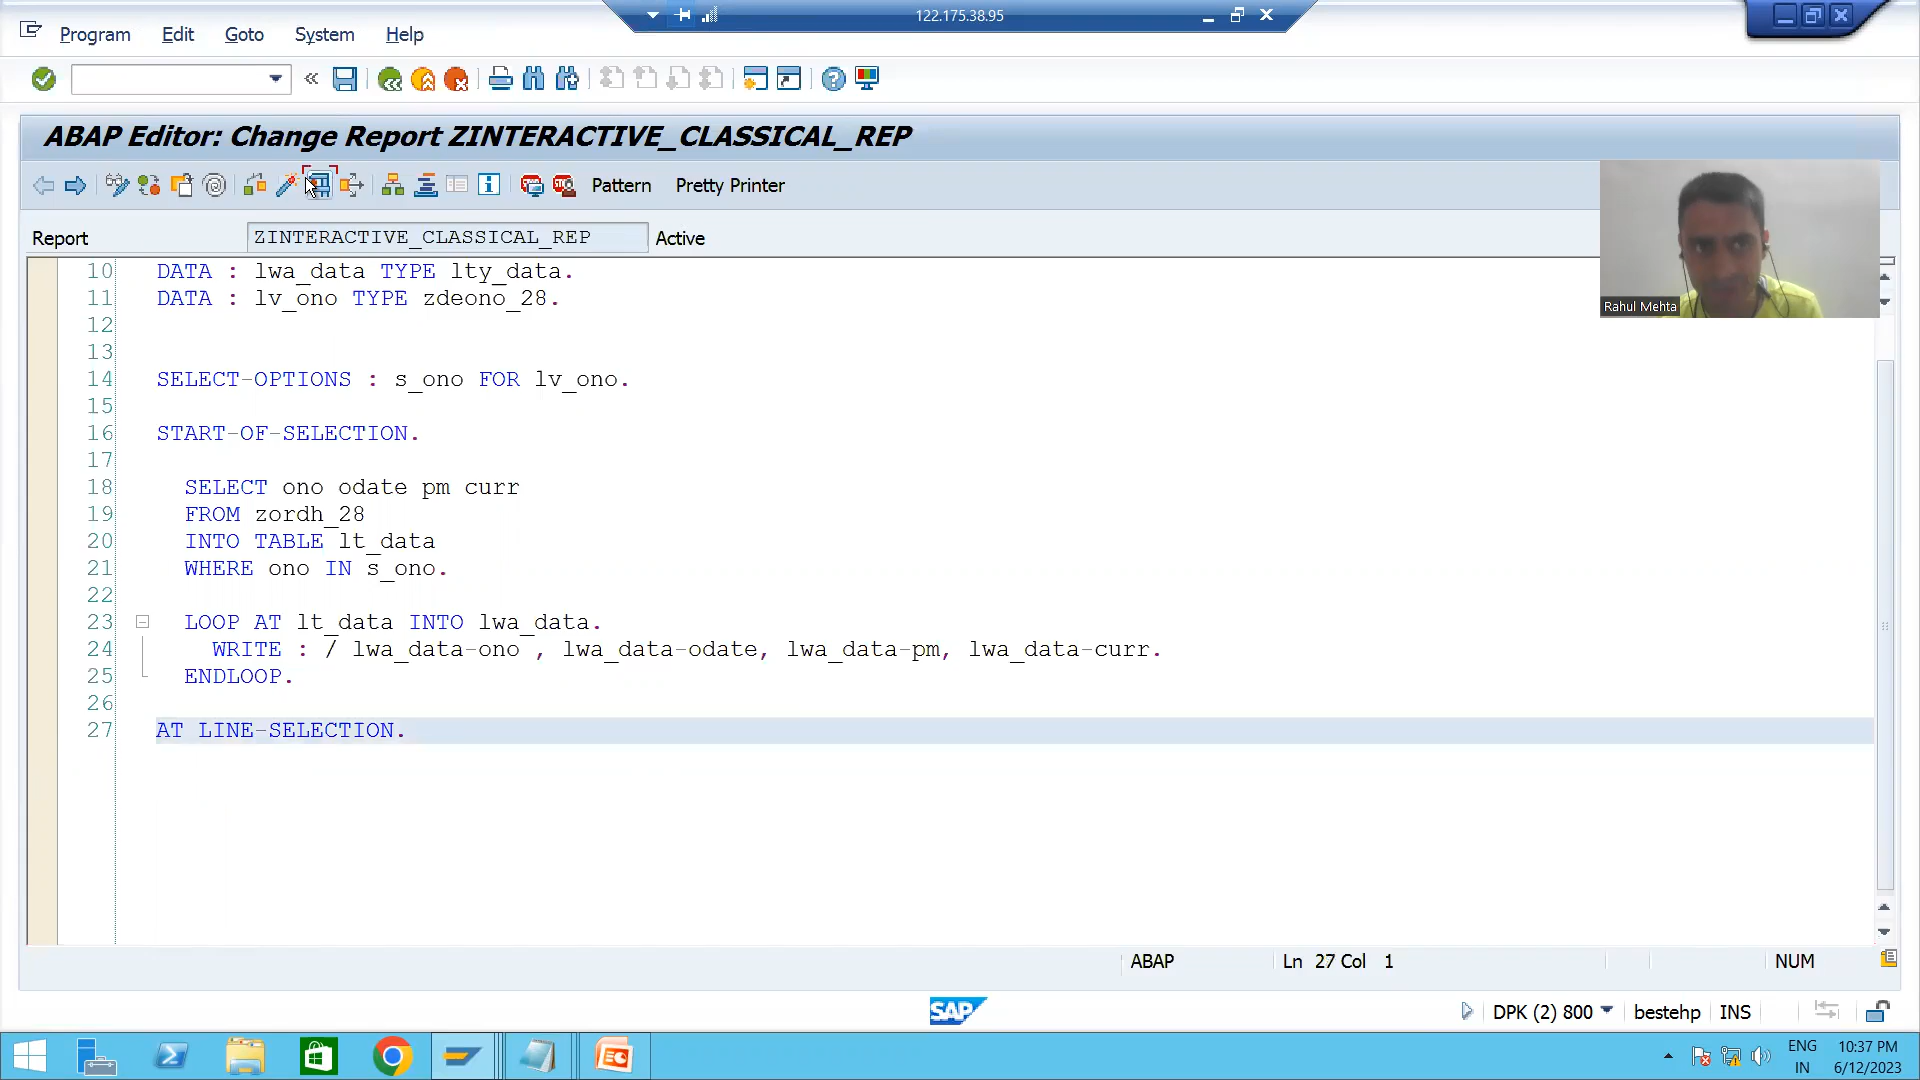 122.175.38.95
Program Edit Goto System Help
ABAP Editor: Change Report ZINTERACTIVE_CLASSICAL_REP
Pattern Pretty Printer
Report ZINTERACTIVE_CLASSICAL_REP Active
Rahul Mehta
10 DATA : lwa_data TYPE lty_data.
11 DATA : lv_ono TYPE zdeono_28.
12
13
14 SELECT-OPTIONS : s_ono FOR lv_ono.
15
16 START-OF-SELECTION.
17
18 SELECT ono odate pm curr
19 FROM zordh_28
20 INTO TABLE lt_data
21 WHERE ono IN s_ono.
22
23 LOOP AT lt_data INTO lwa_data.
24 WRITE : / lwa_data-ono , lwa_data-odate, lwa_data-pm, lwa_data-curr.
25 ENDLOOP.
26
27 AT LINE-SELECTION.
ABAP Ln 27 Col 1 NUM
SAP DPK (2) 800 bestehp INS
ENG 10:37 PM
IN 6/12/2023